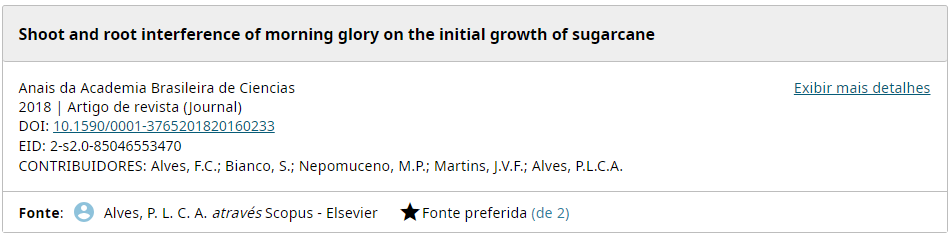 Shoot and root interference of morning glory on the initial growth of sugarcane
Anais da Academia Brasileira de Ciencias
Exibir mais detalhes
2018 | Artigo de revista (Journal)
DOI: 10.1590/0001-3765201820160233
EID: 2-s2.0-85046553470
CONTRIBUIDORES: Alves, F.C.; Bianco, S.; Nepomuceno, M.P.; Martins, J.V.F.; Alves, P.L.C.A.
Fonte: Alves, P. L. C. A. através Scopus - Elsevier ★Fonte preferida (de 2)